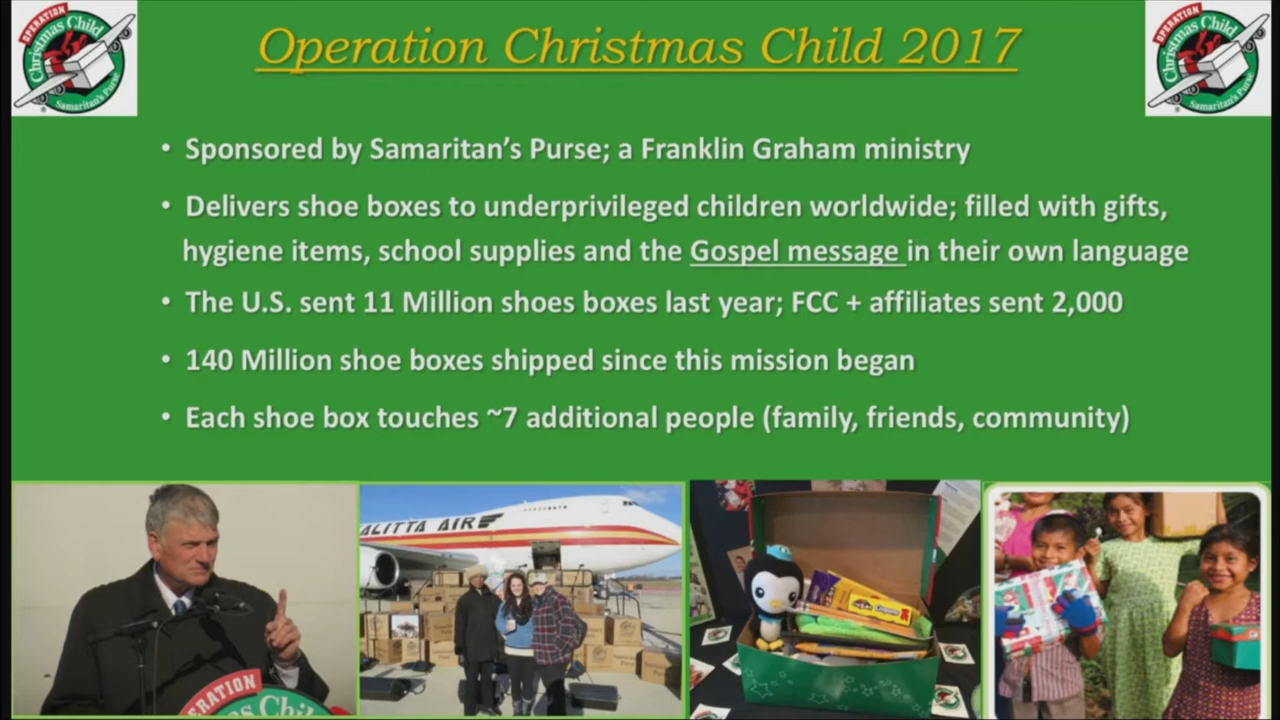 OPERATION
Christmas Child
Samaritan's Purse
Operation Christmas Child 2017
OPERATION
Christmas Child
Samaritan's Purse
• Sponsored by Samaritan's Purse; a Franklin Graham ministry
• Delivers shoe boxes to underprivileged children worldwide; filled with gifts,
hygiene items, school supplies and the Gospel message in their own language
• The U.S. sent 11 Million shoes boxes last year; FCC + affiliates sent 2,000
• 140 Million shoe boxes shipped since this mission began
• Each shoe box touches ~7 additional people (family, friends, community)
ALITTA AIR